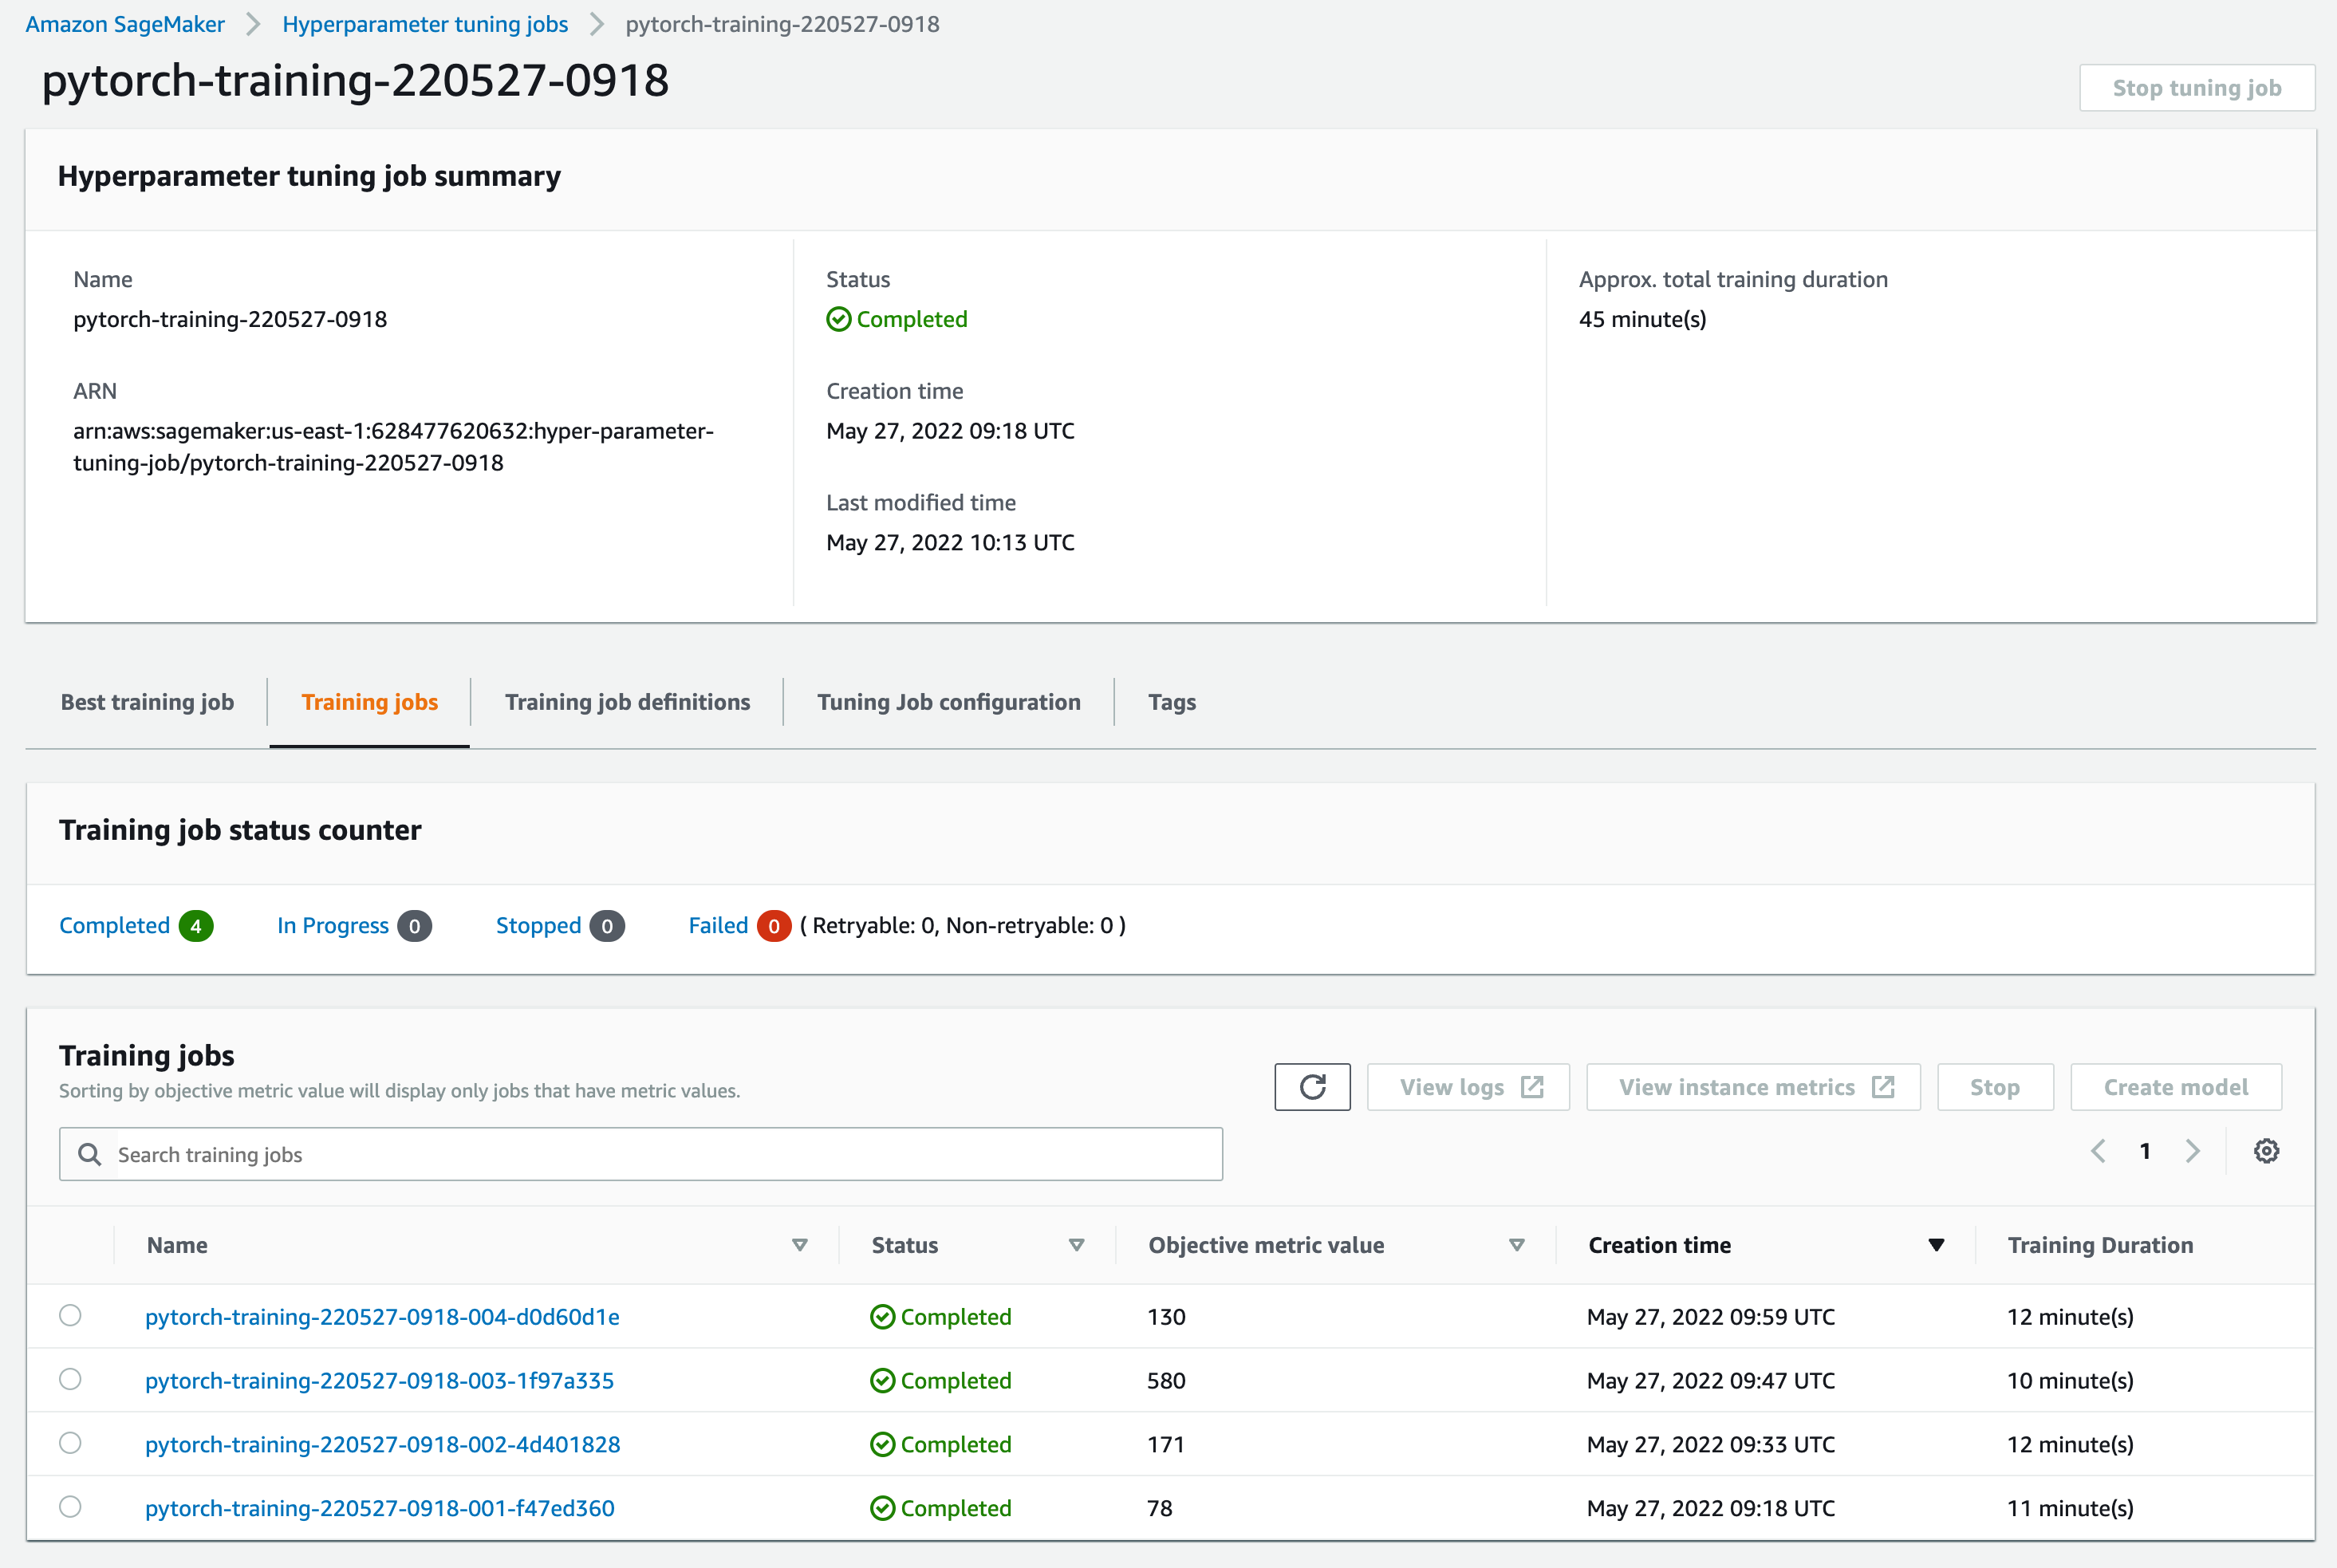 Amazon SageMaker > Hyperparameter tuning jobs > pytorch-training-220527-0918
pytorch-training-220527-0918
Stop tuning job
Hyperparameter tuning job summary
Name
pytorch-training-220527-0918
ARN
arn:aws:sagemaker:us-east-1:628477620632:hyper-parameter-
tuning-job/pytorch-training-220527-0918
Status
Completed
Creation time
May 27, 2022 09:18 UTC
Last modified time
May 27, 2022 10:13 UTC
Approx. total training duration
45 minute(s)
Best training job Training jobs Training job definitions Tuning Job configuration Tags
Training job status counter
Completed 4 In Progress 0 Stopped 0 Failed 0 ( Retryable: 0, Non-retryable: 0 )
Training jobs
Sorting by objective metric value will display only jobs that have metric values.
View logs View instance metrics Stop Create model
Search training jobs
1
Name Status Objective metric value Creation time Training Duration
pytorch-training-220527-0918-004-d0d60d1e Completed 130 May 27, 2022 09:59 UTC 12 minute(s)
pytorch-training-220527-0918-003-1f97a335 Completed 580 May 27, 2022 09:47 UTC 10 minute(s)
pytorch-training-220527-0918-002-4d401828 Completed 171 May 27, 2022 09:33 UTC 12 minute(s)
pytorch-training-220527-0918-001-f47ed360 Completed 78 May 27, 2022 09:18 UTC 11 minute(s)